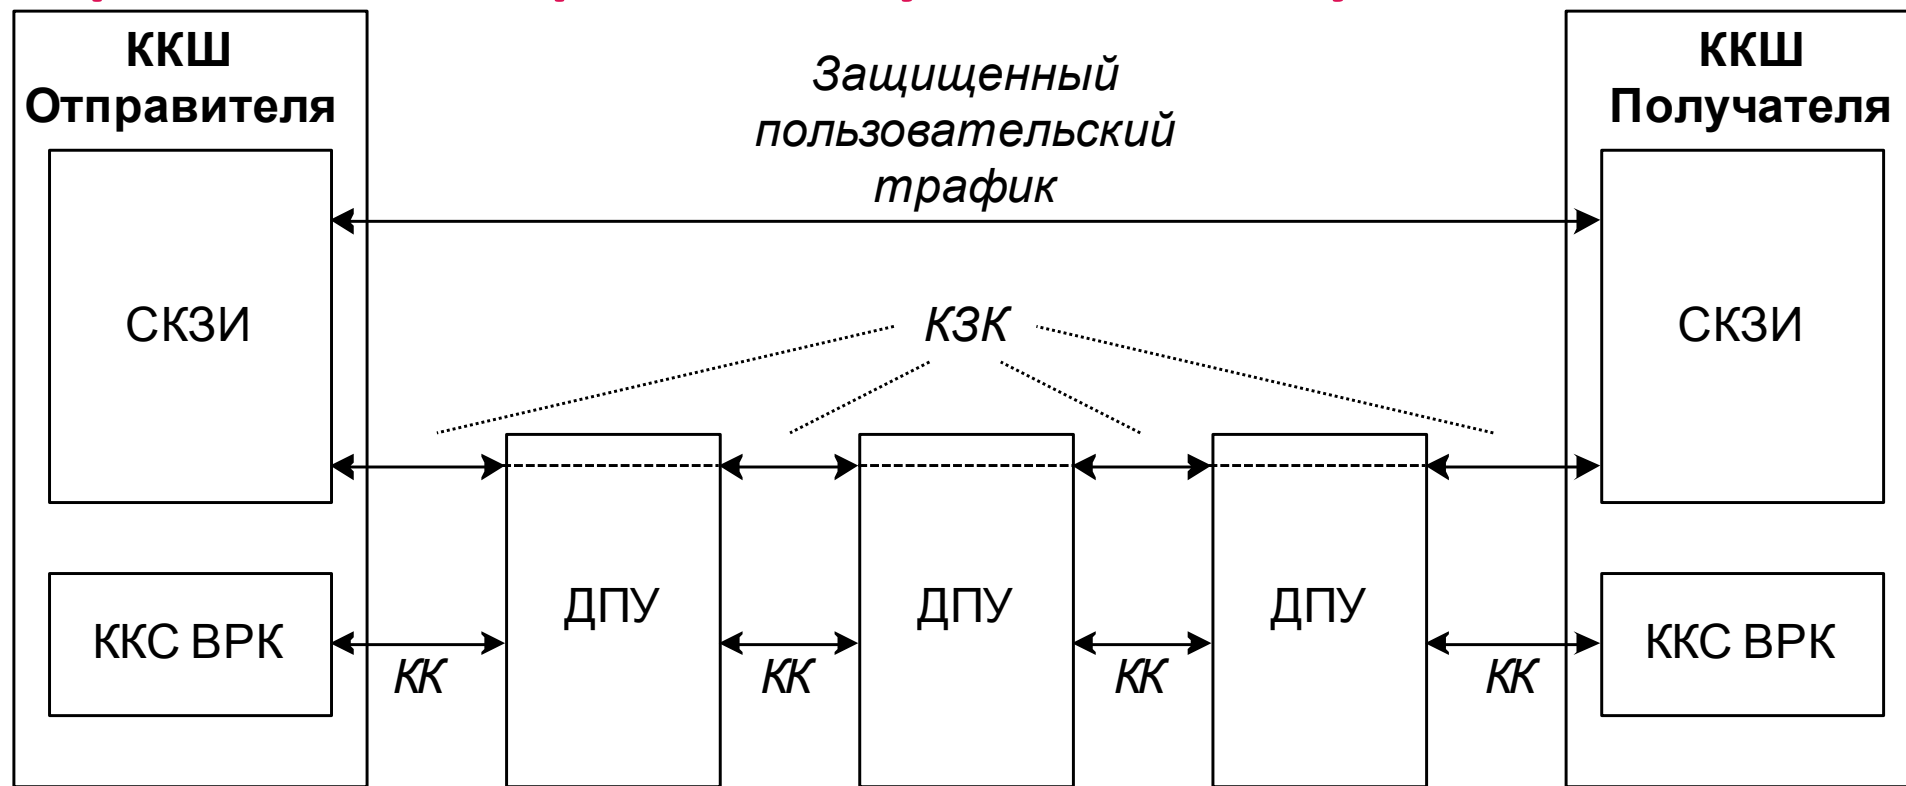 ККШ
Отправителя
Защищенный
пользовательский
трафик
ККШ
Получателя
СКЗИ
КЗК
СКЗИ
ДПУ
ДПУ
ДПУ
ККС ВРК
КК
КК
КК
КК
ККС ВРК